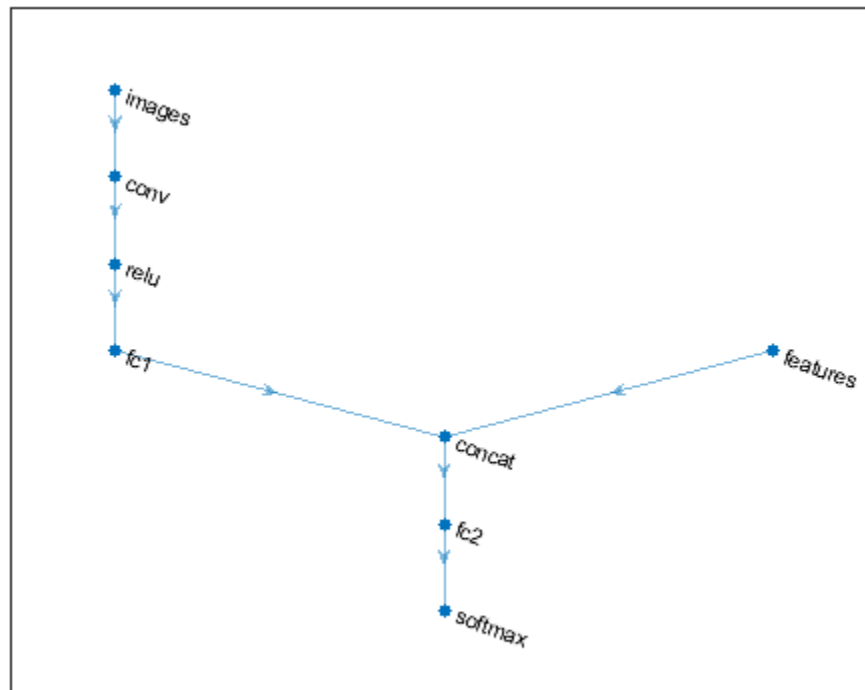 images
conv
relu
fc1
features
concat
fc2
softmax